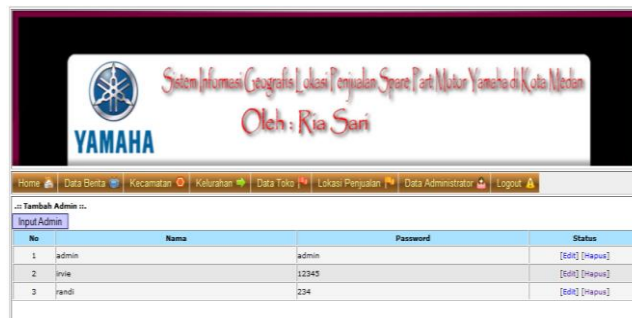 Sistem Informasi Geografis Lokasi Penjualan Spare Part Motor Yamaha di Kota Medan
Oleh : Ria Sari
YAMAHA
Home Data Berita Kecamatan Kelurahan Data Toko Lokasi Penjualan Data Administrator Logout
.:: Tambah Admin ::.
Input Admin
No Nama Password Status
1 admin admin [Edit] [Hapus]
2 irvie 12345 [Edit] [Hapus]
3 randi 234 [Edit] [Hapus]